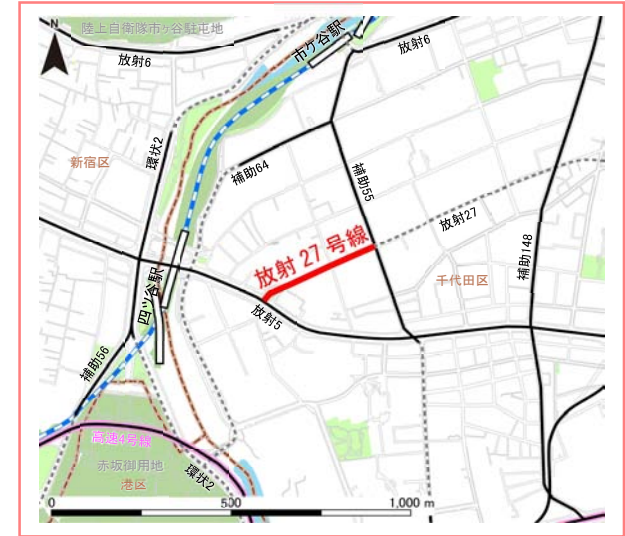 N
陸上自衛隊市ヶ谷駐屯地
放射6
市ケ谷駅
放射6
環状2
新宿区
補助64
補助55
放射27
放射 27 号線
千代田区
補助148
四ツ谷駅
放射5
補助56
高速4号線
赤坂御用地
港区
環状2
0
500
1,000 m